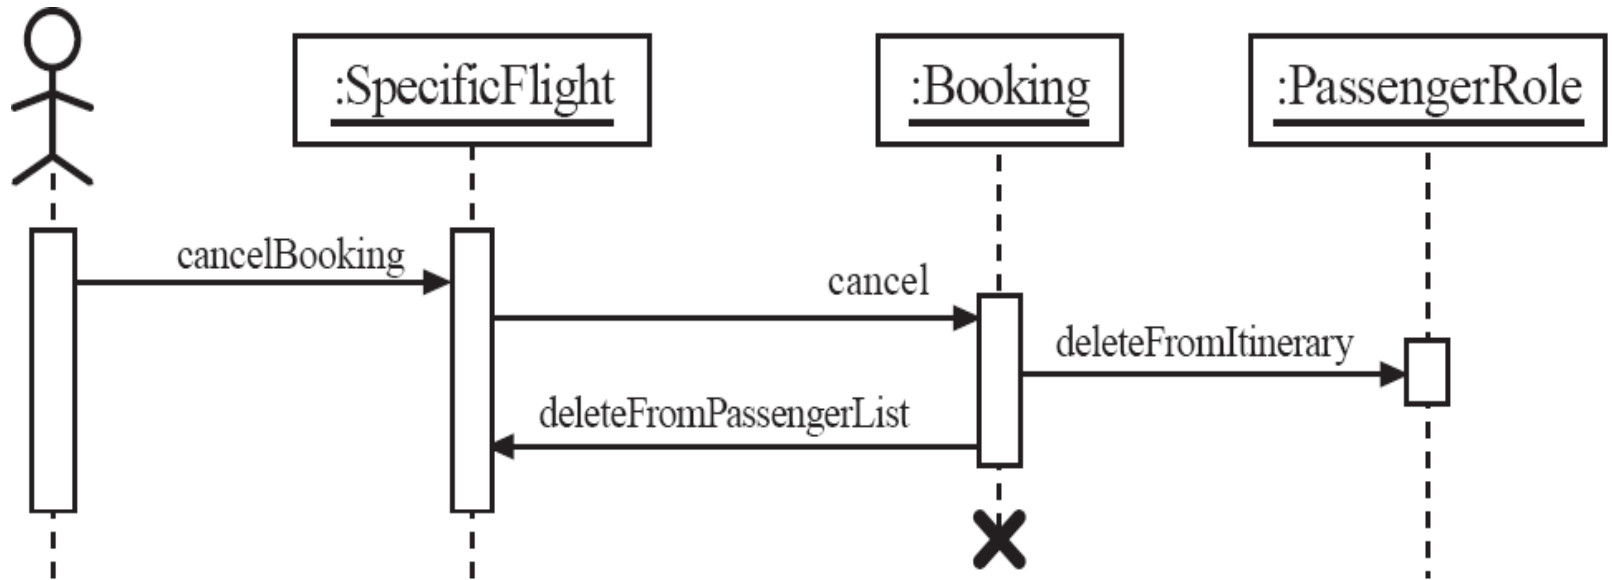 :SpecificFlight
:Booking
:PassengerRole
cancelBooking
cancel
deleteFromItinerary
deleteFromPassengerList